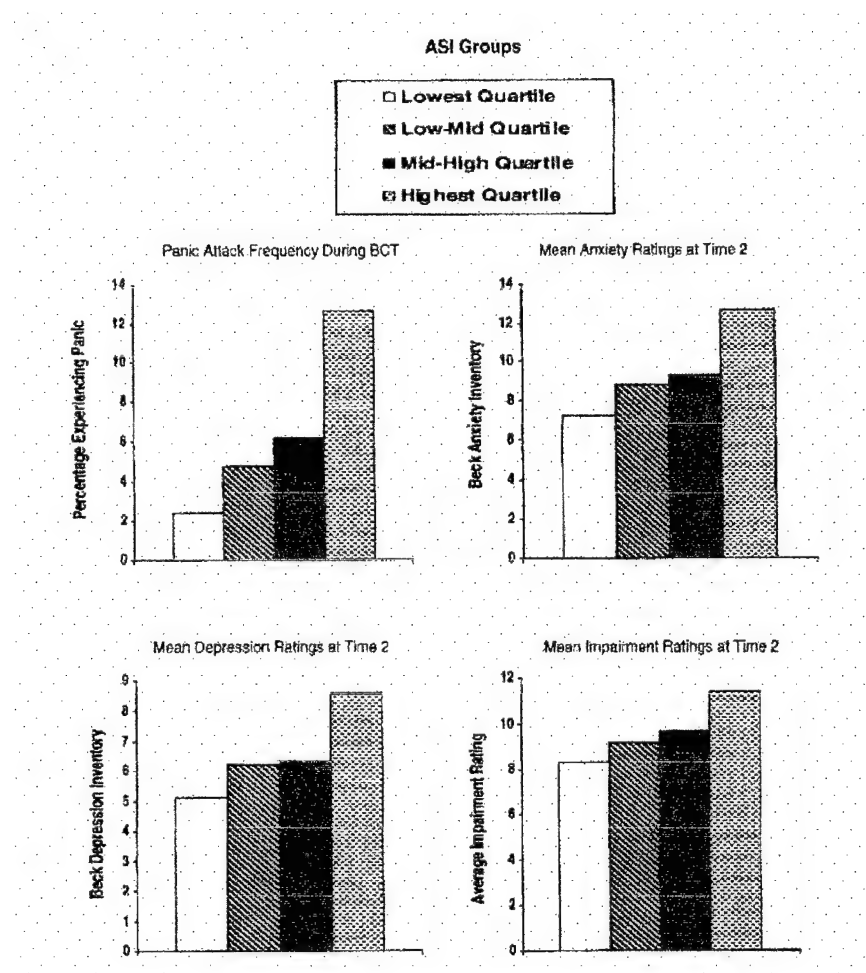 ASI Groups
Lowest Quartile
Low-Mid Quartile
Mid-High Quartile
Highest Quartile
Panic Attack Frequency During BCT
14
12
10
8
6
4
2
0
Percentage Experiencing Panic
Mean Anxiety Ratings at Time 2
14
12
10
8
6
4
2
0
Beck Anxiety Inventory
Mean Depression Ratings at Time 2
9
8
7
6
5
4
3
2
1
0
Beck Depression Inventory
Mean Impairment Ratings at Time 2
12
10
8
6
4
2
0
Average Impairment Rating